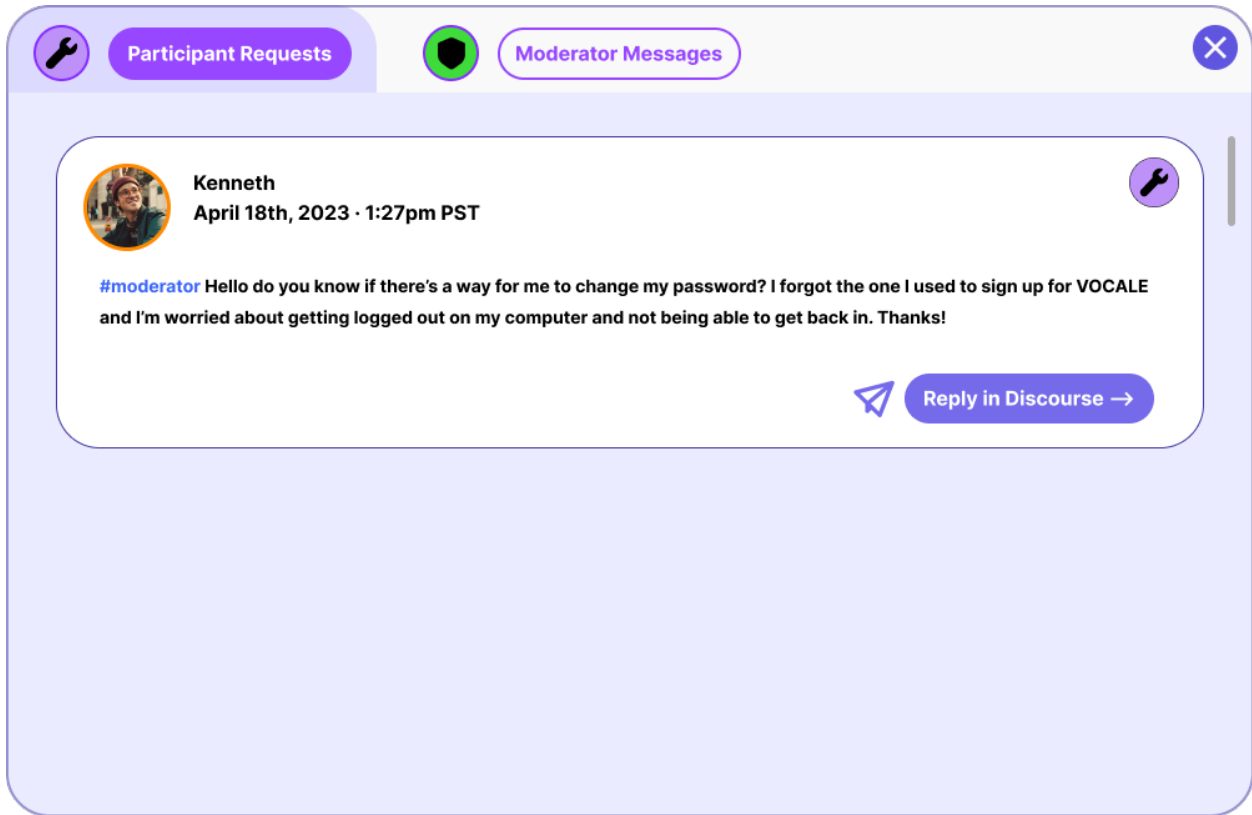 Participant Requests
Moderator Messages
Kenneth
April 18th, 2023 · 1:27pm PST
#moderator Hello do you know if there’s a way for me to change my password? I forgot the one I used to sign up for VOCALE
and I’m worried about getting logged out on my computer and not being able to get back in. Thanks!
Reply in Discourse →